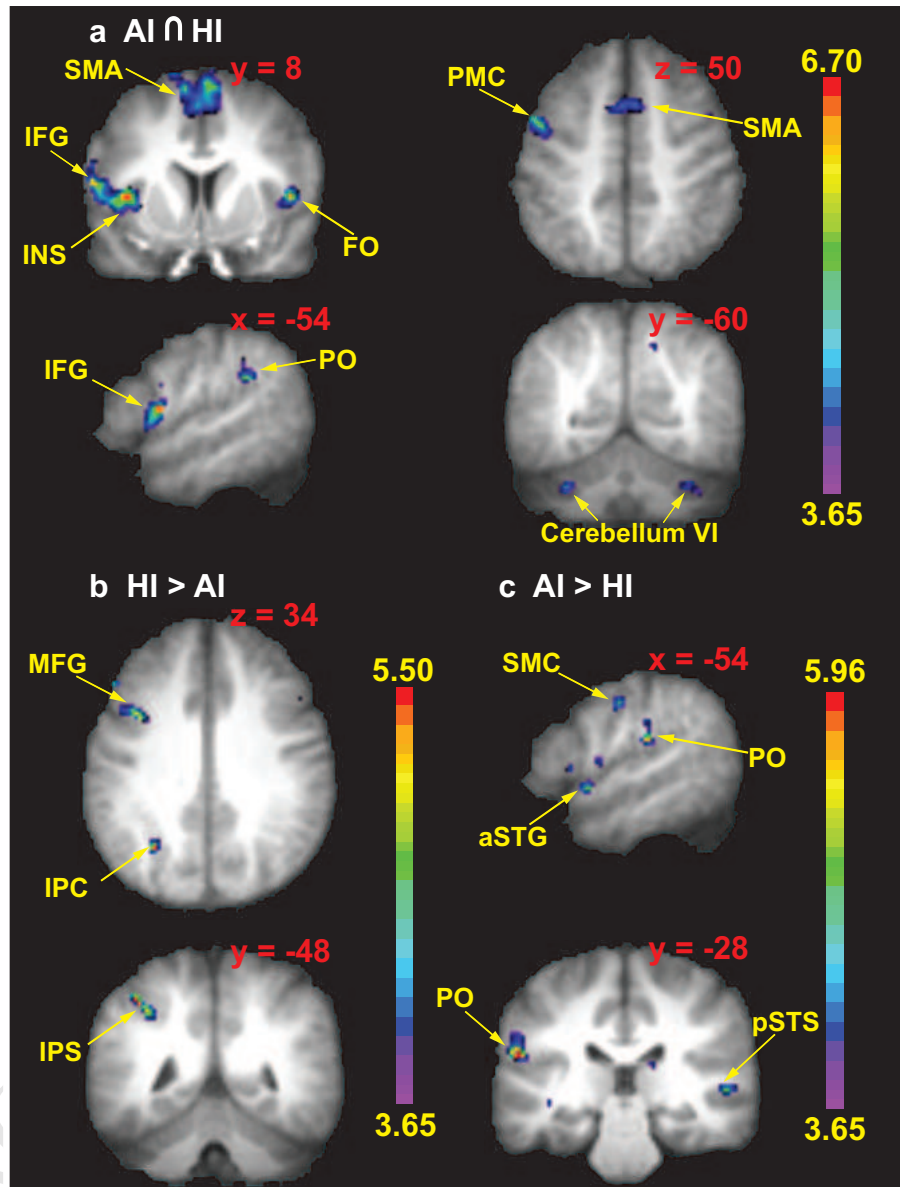 a AI ∩ HI
SMA
y = 8
IFG
INS
FO
PMC
z = 50
SMA
6.70
3.65
x = -54
IFG
PO
y = -60
Cerebellum VI
b HI > AI
z = 34
MFG
IPC
5.50
3.65
y = -48
IPS
c AI > HI
x = -54
SMC
PO
aSTG
5.96
3.65
y = -28
PO
pSTS